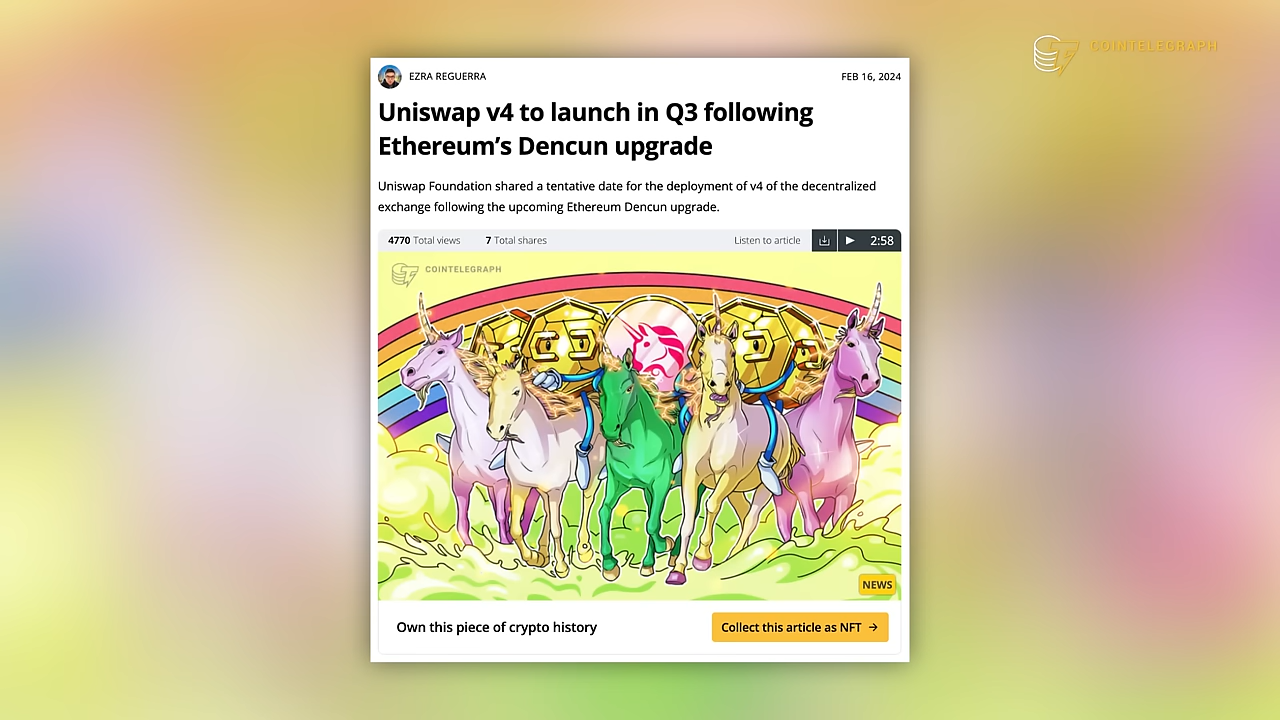 COINTELEGRAPH
EZRA REGUERRA
FEB 16, 2024
Uniswap v4 to launch in Q3 following
Ethereum’s Dencun upgrade
Uniswap Foundation shared a tentative date for the deployment of v4 of the decentralized
exchange following the upcoming Ethereum Dencun upgrade.
4770 Total views 7 Total shares Listen to article 2:58
COINTELEGRAPH
NEWS
Own this piece of crypto history
Collect this article as NFT →